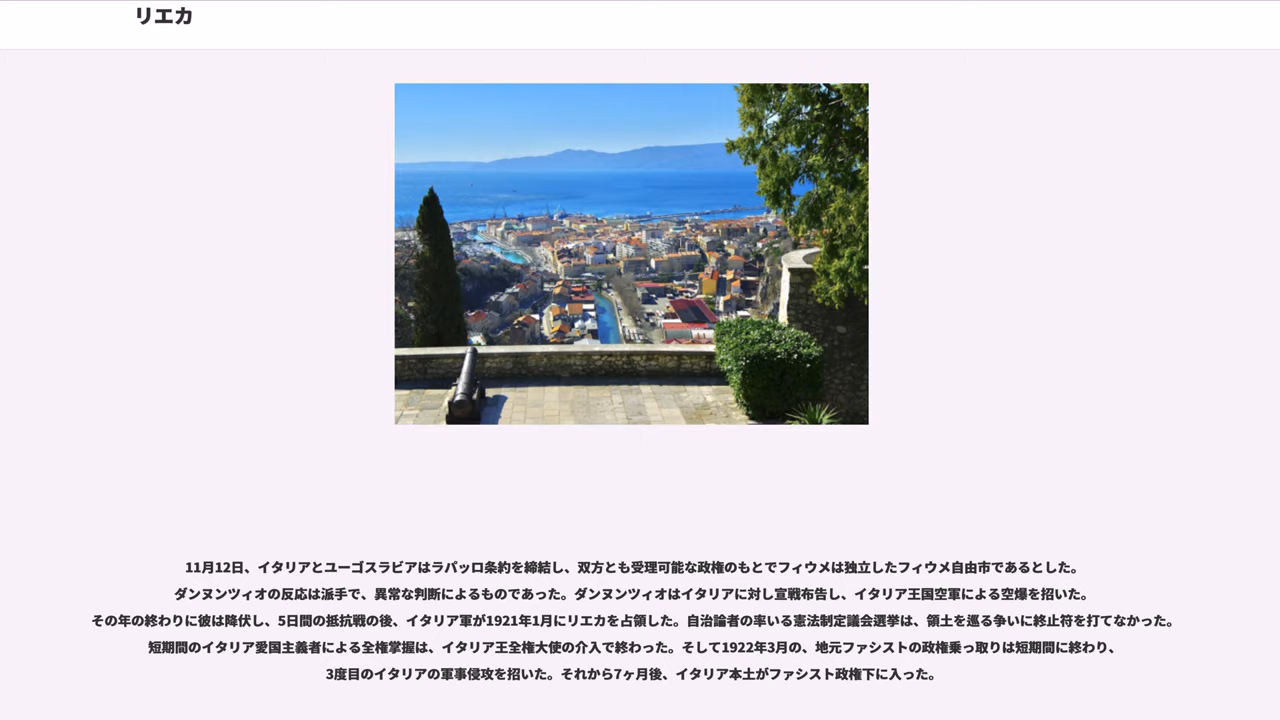 リエカ
11月12日、イタリアとユーゴスラビアはラパッロ条約を締結し、双方とも受理可能な政権のもとでフィウメは独立したフィウメ自由市であるとした。
ダンヌンツィオの反応は派手で、異常な判断によるものであった。ダンヌンツィオはイタリアに対し宣戦布告し、イタリア王国空軍による空爆を招いた。
その年の終わりに彼は降伏し、5日間の抵抗戦の後、イタリア軍が1921年1月にリエカを占領した。自治論者の率いる憲法制定議会選挙は、領土を巡る争いに終止符を打てなかった。
短期間のイタリア愛国主義者による全権掌握は、イタリア王全権大使の介入で終わった。そして1922年3月の、地元ファシストの政権乗っ取りは短期間に終わり、
3度目のイタリアの軍事侵攻を招いた。それから7ヶ月後、イタリア本土がファシスト政権下に入った。